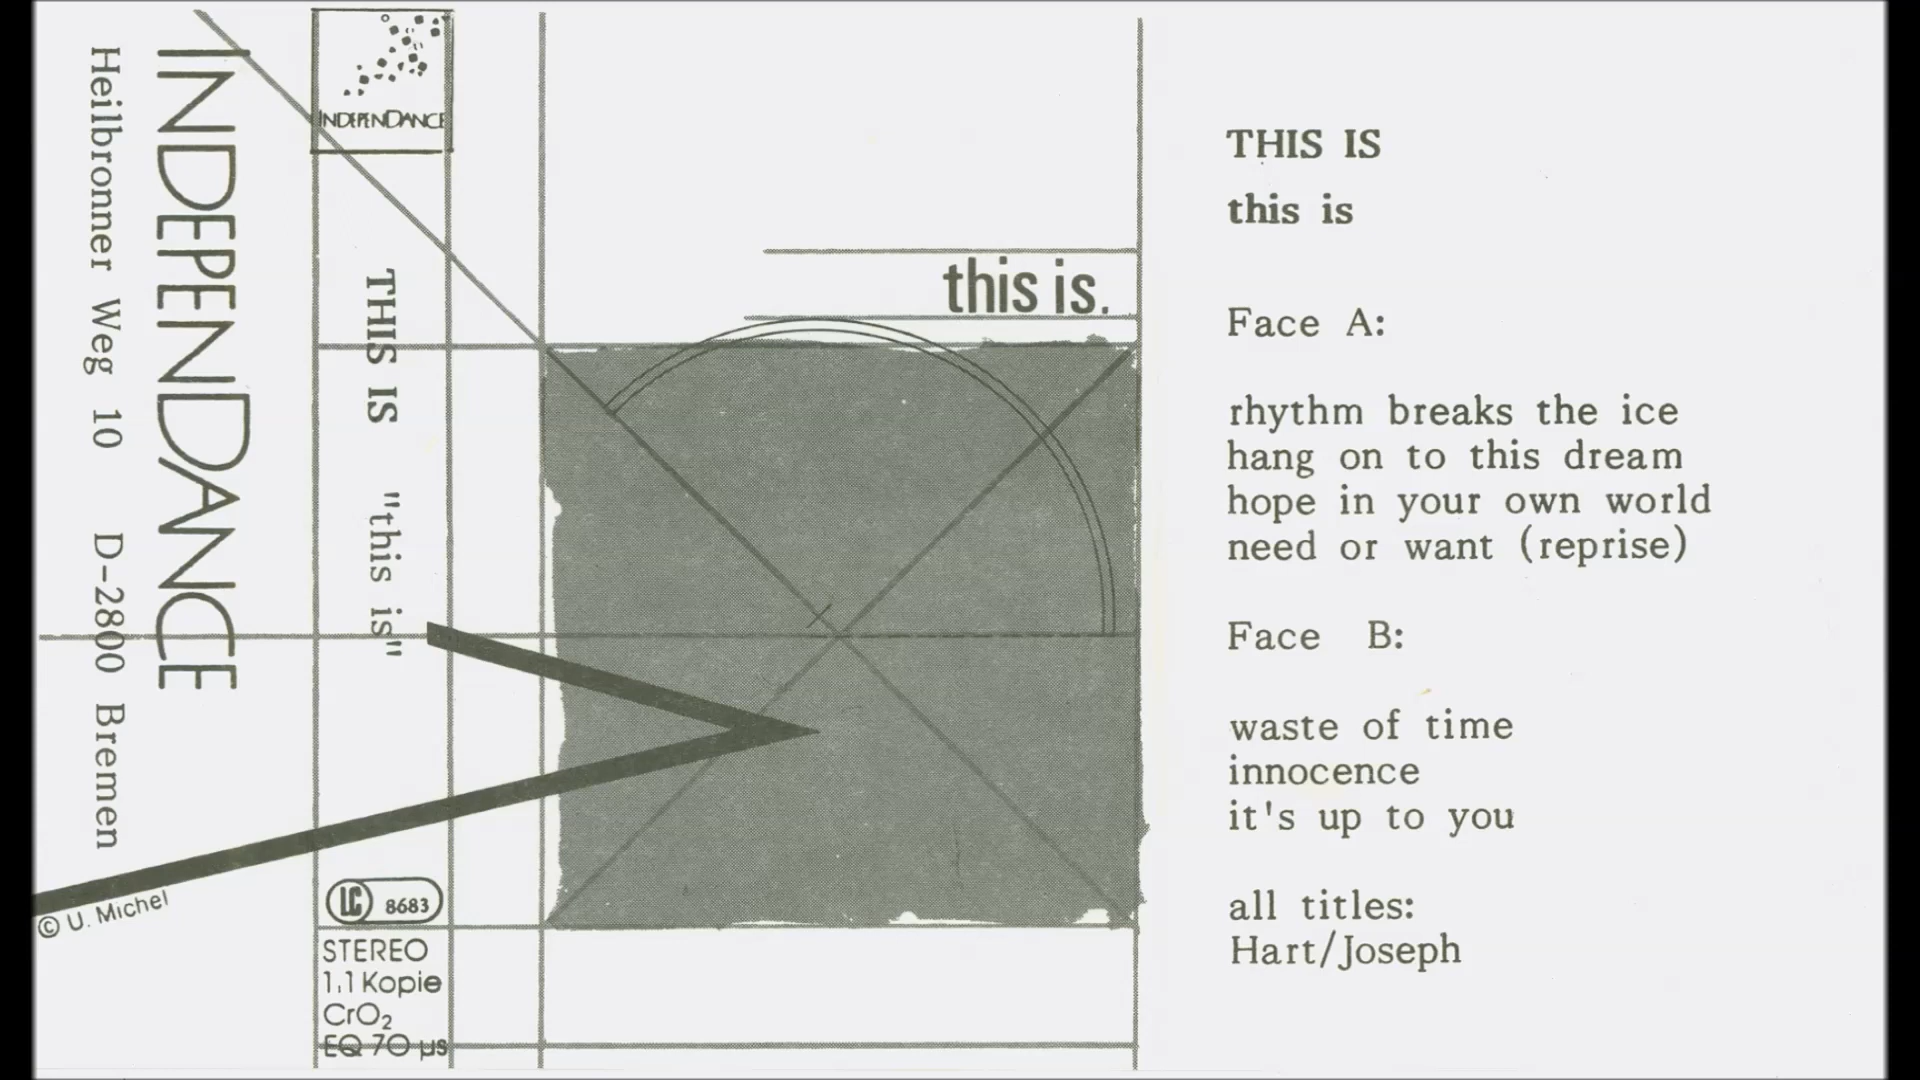 Heilbronner Weg 10 D-2800 Bremen
INDEPENDANCE
© U. Michel
INDEPENDANCE
THIS IS "this is"
LC 8683
STEREO
1.1 Kopie
CrO₂
EQ 70 µs
this is.
THIS IS
this is
Face A:
rhythm breaks the ice
hang on to this dream
hope in your own world
need or want (reprise)
Face B:
waste of time
innocence
it's up to you
all titles:
Hart/Joseph